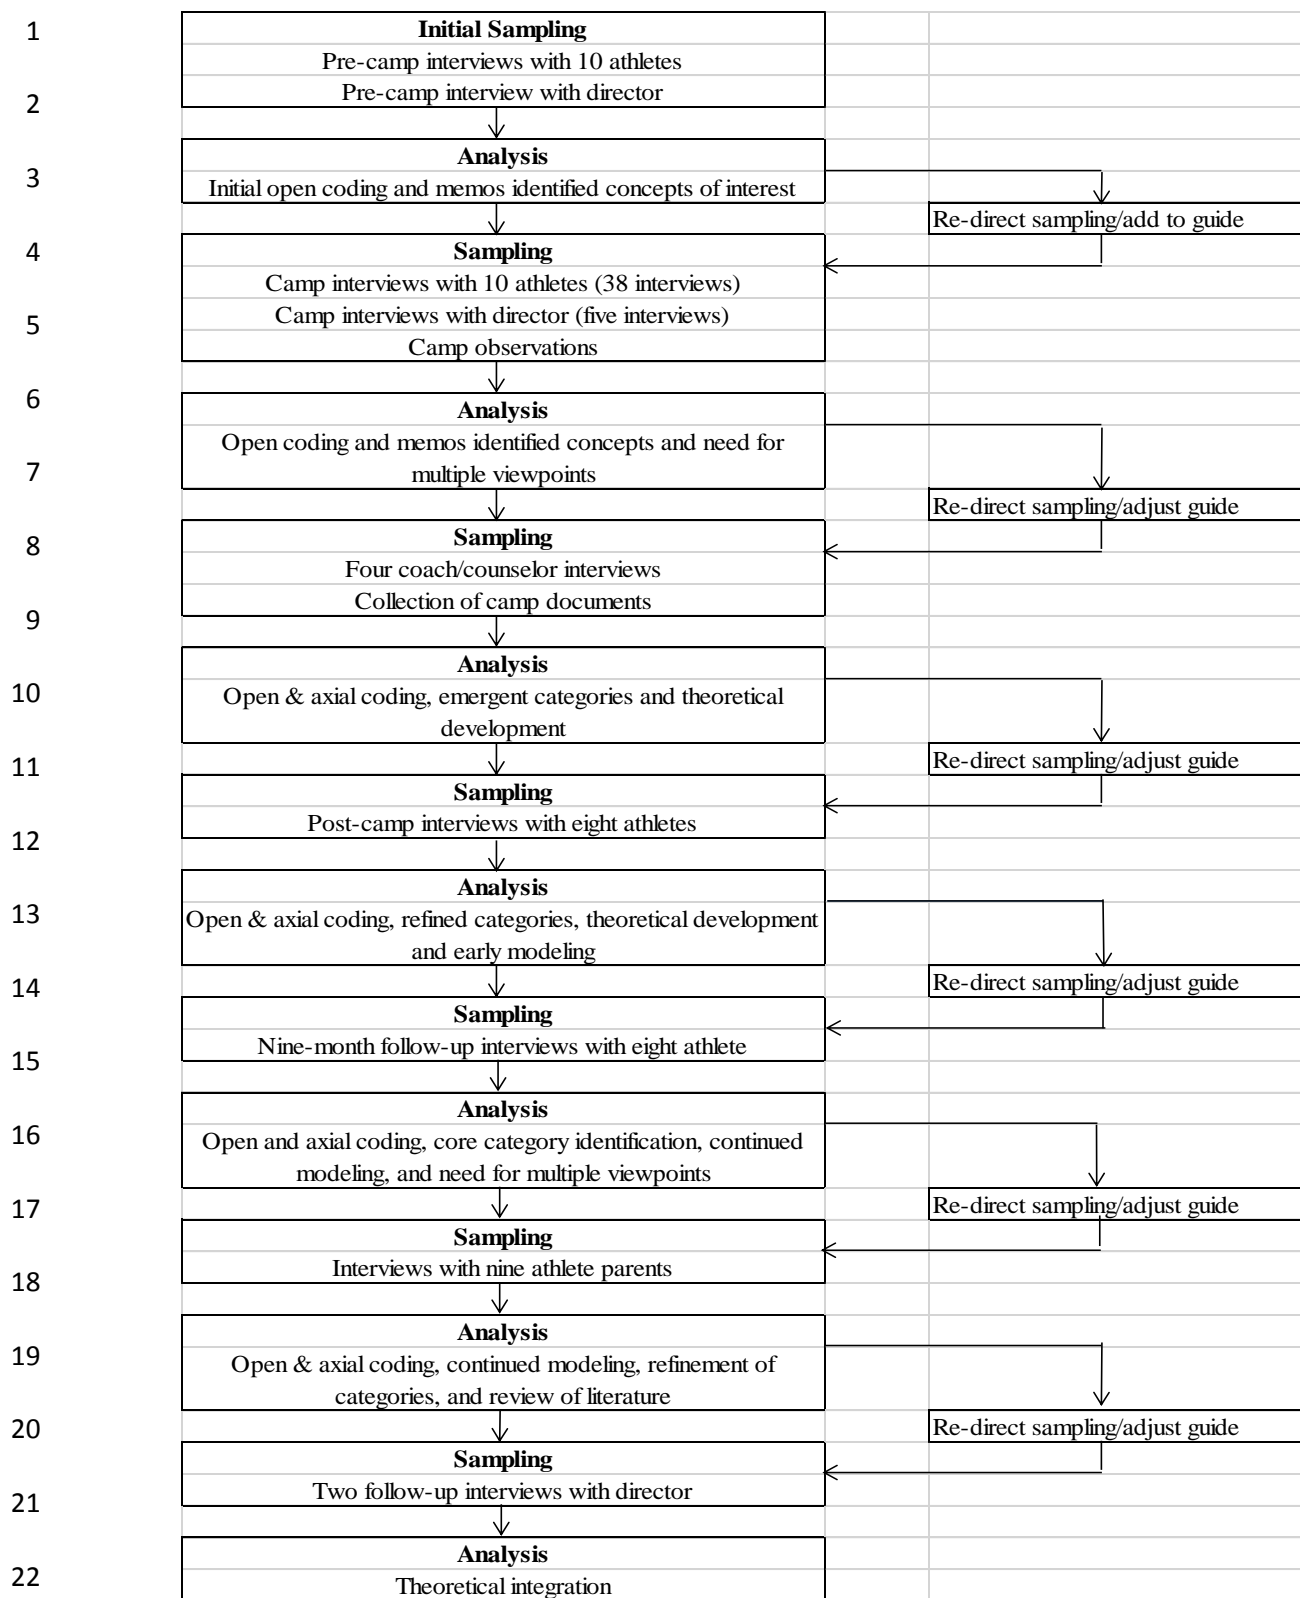 1
Initial Sampling
Pre-camp interviews with 10 athletes
2
Pre-camp interview with director
Analysis
3
Initial open coding and memos identified concepts of interest
Re-direct sampling/add to guide
4
Sampling
Camp interviews with 10 athletes (38 interviews)
5
Camp interviews with director (five interviews)
Camp observations
6
Analysis
Open coding and memos identified concepts and need for
7
multiple viewpoints
Re-direct sampling/adjust guide
8
Sampling
Four coach/counselor interviews
Collection of camp documents
9
Analysis
10
Open & axial coding, emergent categories and theoretical
development
11
Re-direct sampling/adjust guide
Sampling
Post-camp interviews with eight athletes
12
Analysis
13
Open & axial coding, refined categories, theoretical development
and early modeling
14
Re-direct sampling/adjust guide
Sampling
Nine-month follow-up interviews with eight athlete
15
Analysis
16
Open and axial coding, core category identification, continued
modeling, and need for multiple viewpoints
17
Re-direct sampling/adjust guide
Sampling
Interviews with nine athlete parents
18
Analysis
19
Open & axial coding, continued modeling, refinement of
categories, and review of literature
20
Re-direct sampling/adjust guide
Sampling
Two follow-up interviews with director
21
Analysis
22
Theoretical integration